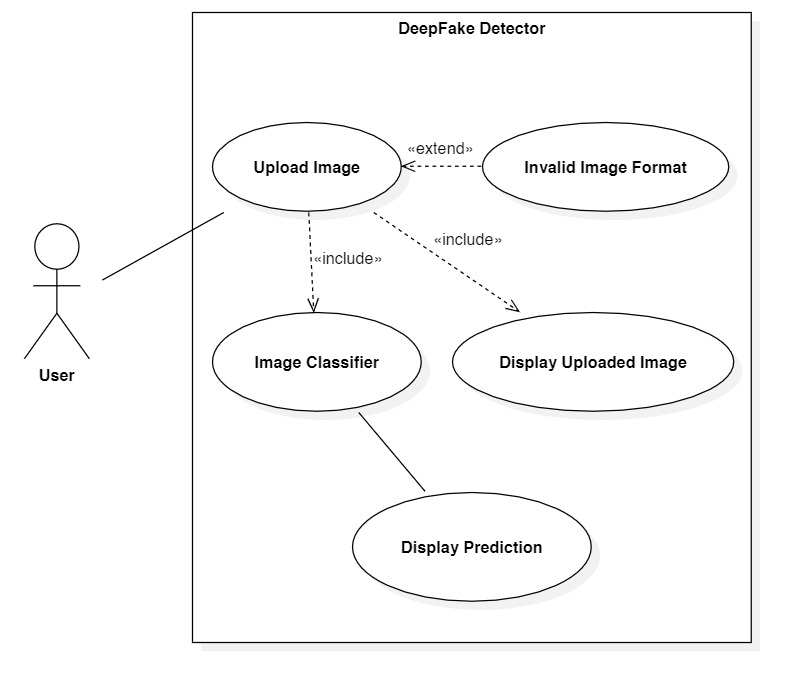 DeepFake Detector
«extend»
Upload Image
Invalid Image Format
«include»
«include»
Image Classifier
Display Uploaded Image
User
Display Prediction